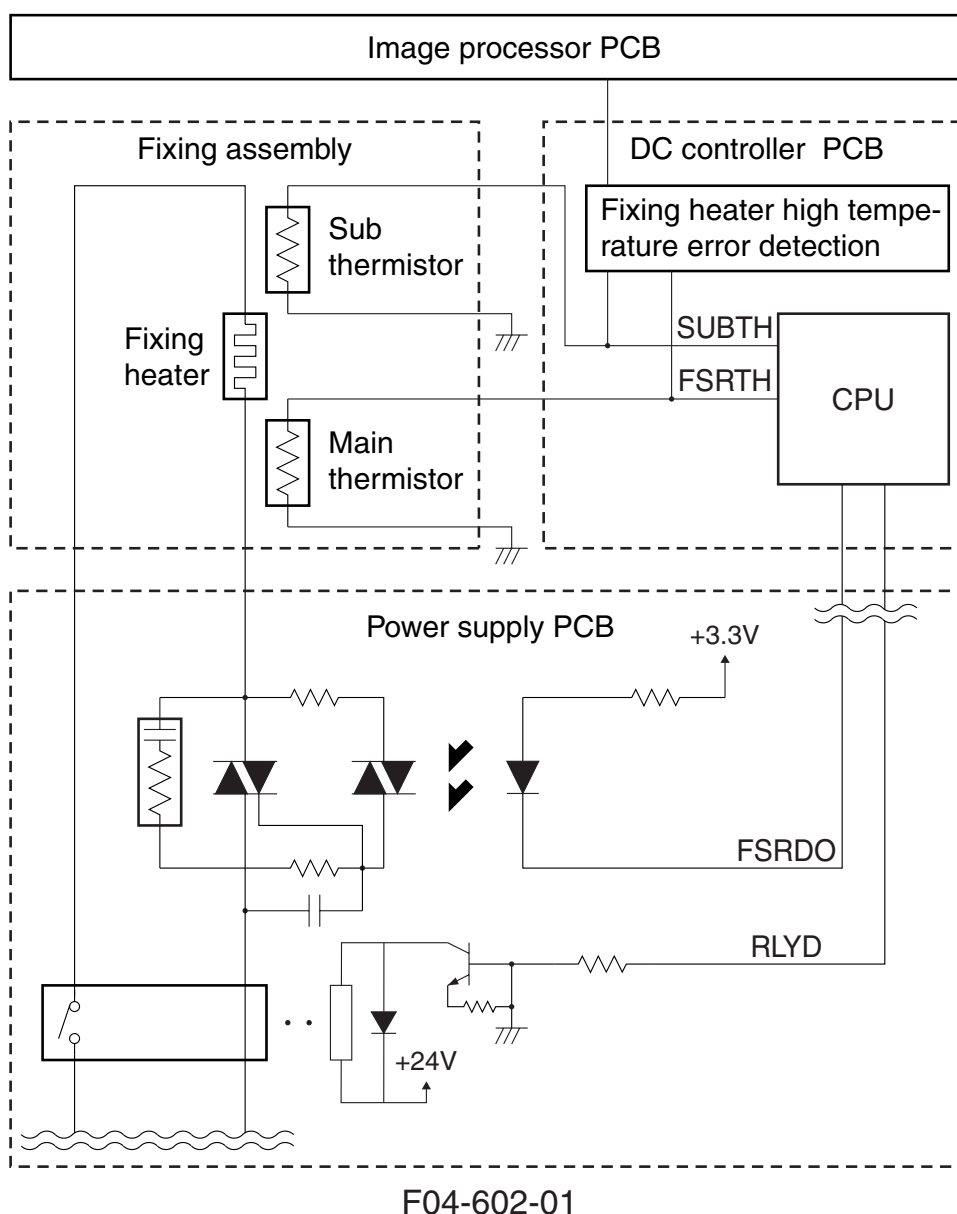 Image processor PCB
Fixing assembly
DC controller  PCB
Fixing heater high tempe-
rature error detection
Sub
thermistor
SUBTH
Fixing
heater
FSRTH
CPU
Main
thermistor
Power supply PCB
+3.3V
FSRDO
RLYD
+24V
F04-602-01